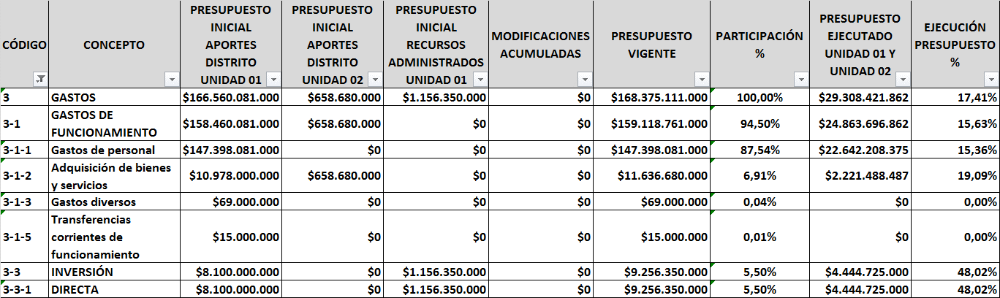 CÓDIGO CONCEPTO PRESUPUESTO INICIAL APORTES DISTRITO UNIDAD 01 PRESUPUESTO INICIAL APORTES DISTRITO UNIDAD 02 PRESUPUESTO INICIAL RECURSOS ADMINISTRADOS UNIDAD 01 MODIFICACIONES ACUMULADAS PRESUPUESTO VIGENTE PARTICIPACIÓN % PRESUPUESTO EJECUTADO UNIDAD 01 Y UNIDAD 02 EJECUCIÓN PRESUPUESTO %
3 GASTOS $166.560.081.000 $658.680.000 $1.156.350.000 $0 $168.375.111.000 100,00% $29.308.421.862 17,41%
3-1 GASTOS DE FUNCIONAMIENTO $158.460.081.000 $658.680.000 $0 $0 $159.118.761.000 94,50% $24.863.696.862 15,63%
3-1-1 Gastos de personal $147.398.081.000 $0 $0 $0 $147.398.081.000 87,54% $22.642.208.375 15,36%
3-1-2 Adquisición de bienes y servicios $10.978.000.000 $658.680.000 $0 $0 $11.636.680.000 6,91% $2.221.488.487 19,09%
3-1-3 Gastos diversos $69.000.000 $0 $0 $0 $69.000.000 0,04% $0 0,00%
3-1-5 Transferencias corrientes de funcionamiento $15.000.000 $0 $0 $0 $15.000.000 0,01% $0 0,00%
3-3 INVERSIÓN $8.100.000.000 $0 $1.156.350.000 $0 $9.256.350.000 5,50% $4.444.725.000 48,02%
3-3-1 DIRECTA $8.100.000.000 $0 $1.156.350.000 $0 $9.256.350.000 5,50% $4.444.725.000 48,02%